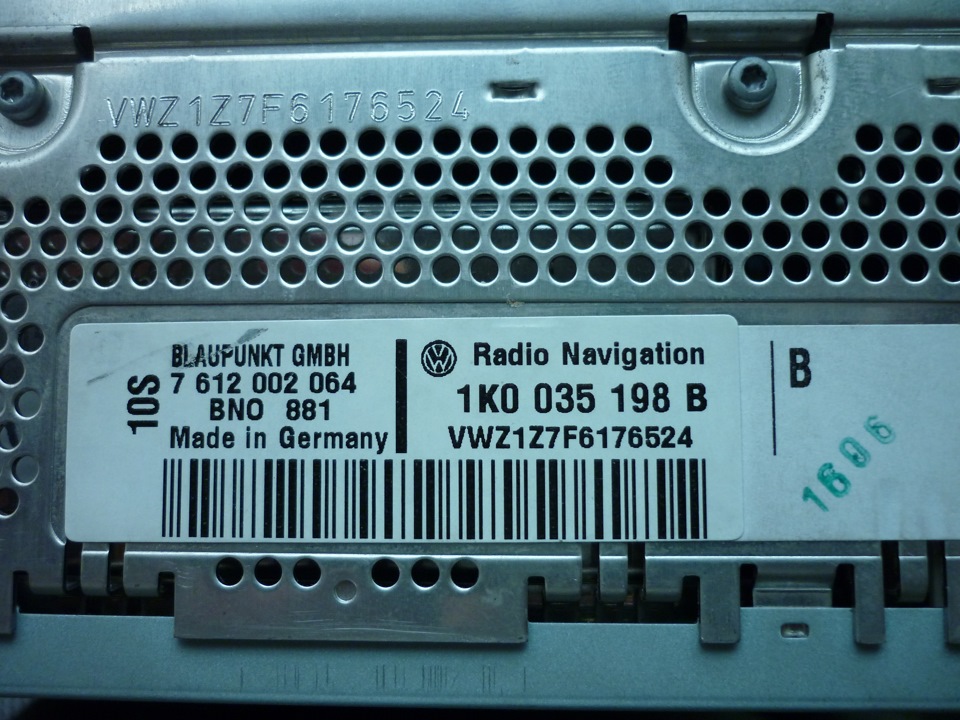 VWZ1Z7F6176524
10S
BLAUPUNKT GMBH
7 612 002 064
BNO 881
Made in Germany
Radio Navigation
1K0 035 198 B
VWZ1Z7F6176524
B
1606